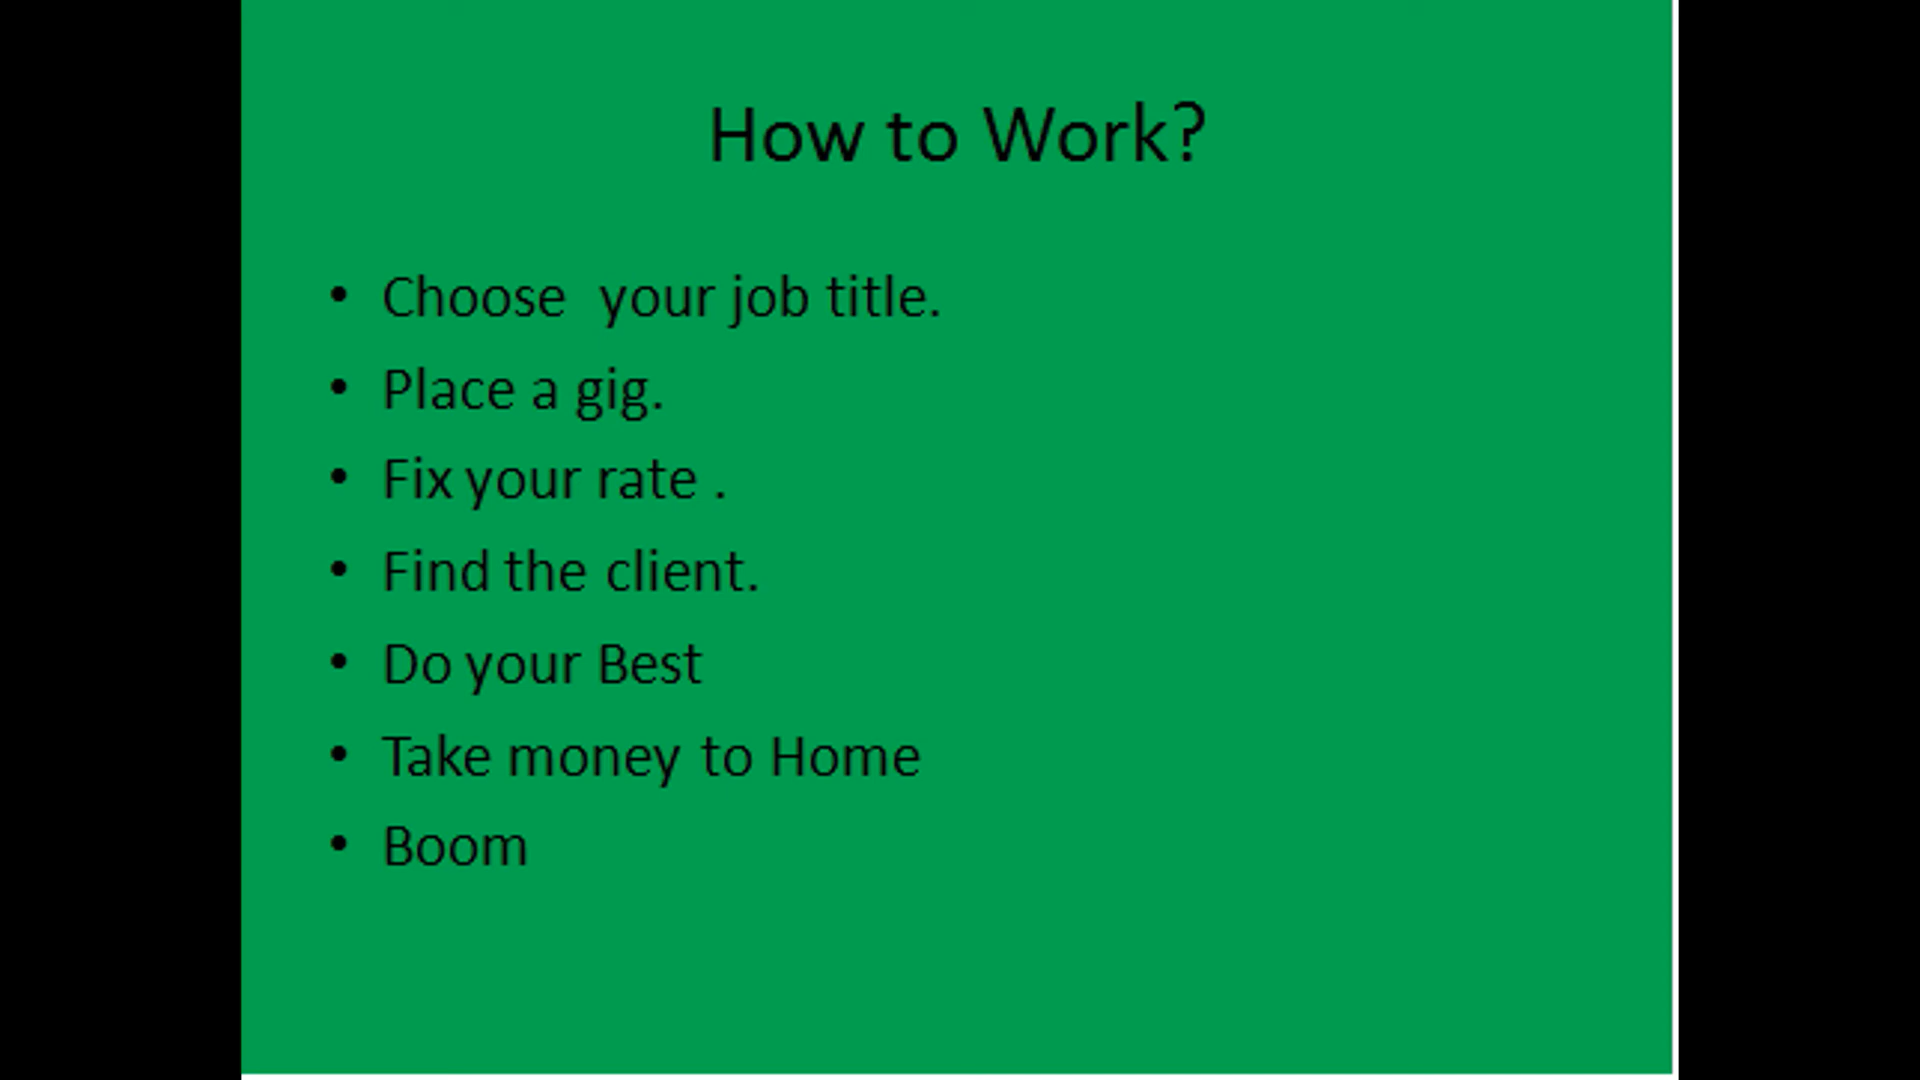 How to Work?
• Choose  your job title.
• Place a gig.
• Fix your rate .
• Find the client.
• Do your Best
• Take money to Home
• Boom